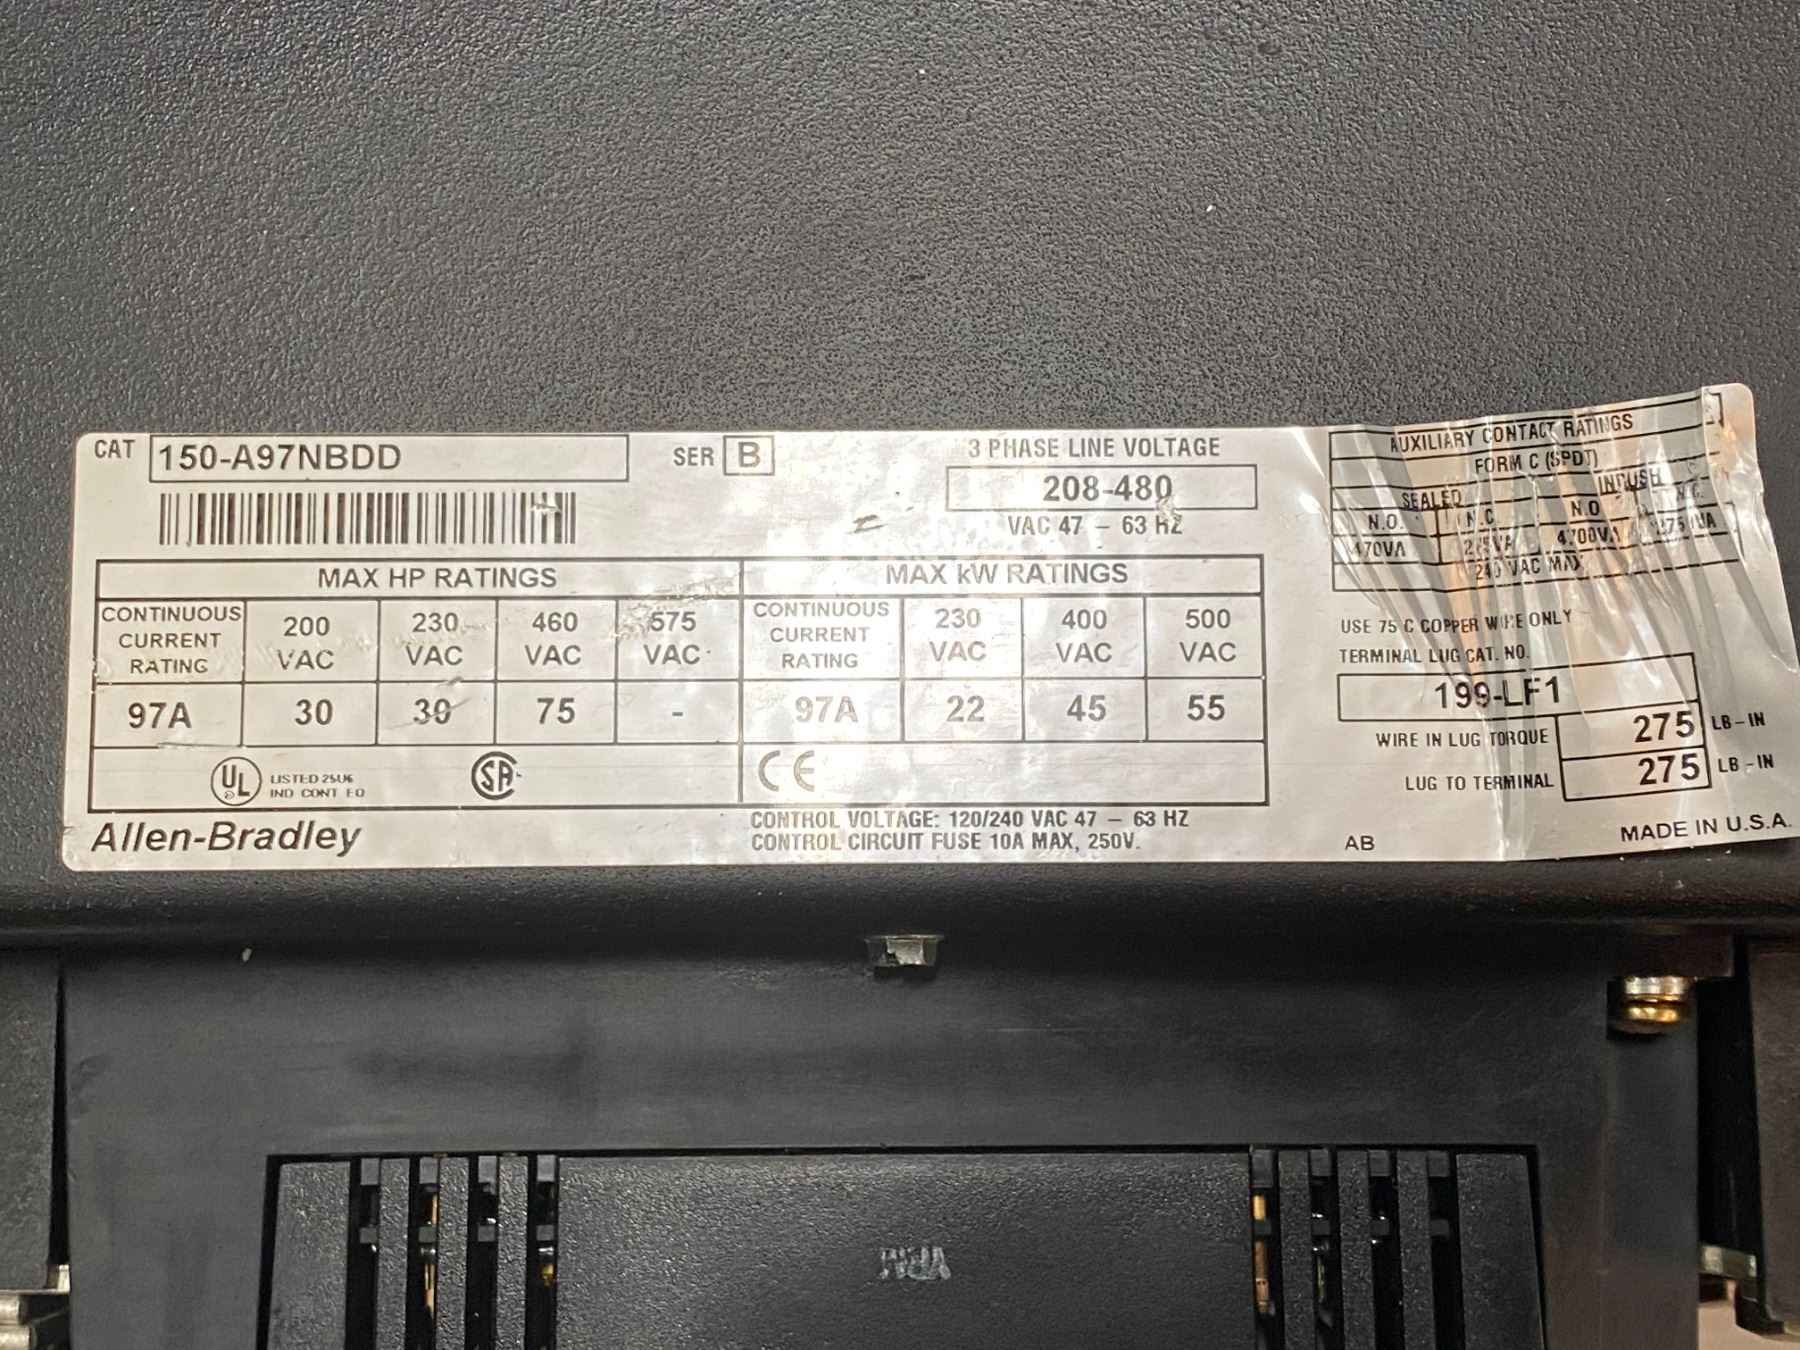 CAT 150-A97NBDD SER B
3 PHASE LINE VOLTAGE
208-480
VAC 47 – 63 HZ
MAX HP RATINGS
CONTINUOUS CURRENT RATING 200 VAC 230 VAC 460 VAC 575 VAC
97A 30 30 75 -
MAX kW RATINGS
CONTINUOUS CURRENT RATING 230 VAC 400 VAC 500 VAC
97A 22 45 55
UL LISTED 25U6
IND CONT EQ
SA
CE
Allen-Bradley
CONTROL VOLTAGE: 120/240 VAC 47 – 63 HZ
CONTROL CIRCUIT FUSE 10A MAX, 250V.
AUXILIARY CONTACT RATINGS
FORM C (SPDT)
SEALED INRUSH
N.O. N.C. N.O. N.C.
470VA 4700VA
240 VAC MAX
USE 75 C COPPER WIRE ONLY
TERMINAL LUG CAT. NO.
199-LF1
WIRE IN LUG TORQUE 275 LB-IN
LUG TO TERMINAL 275 LB-IN
AB
MADE IN U.S.A.